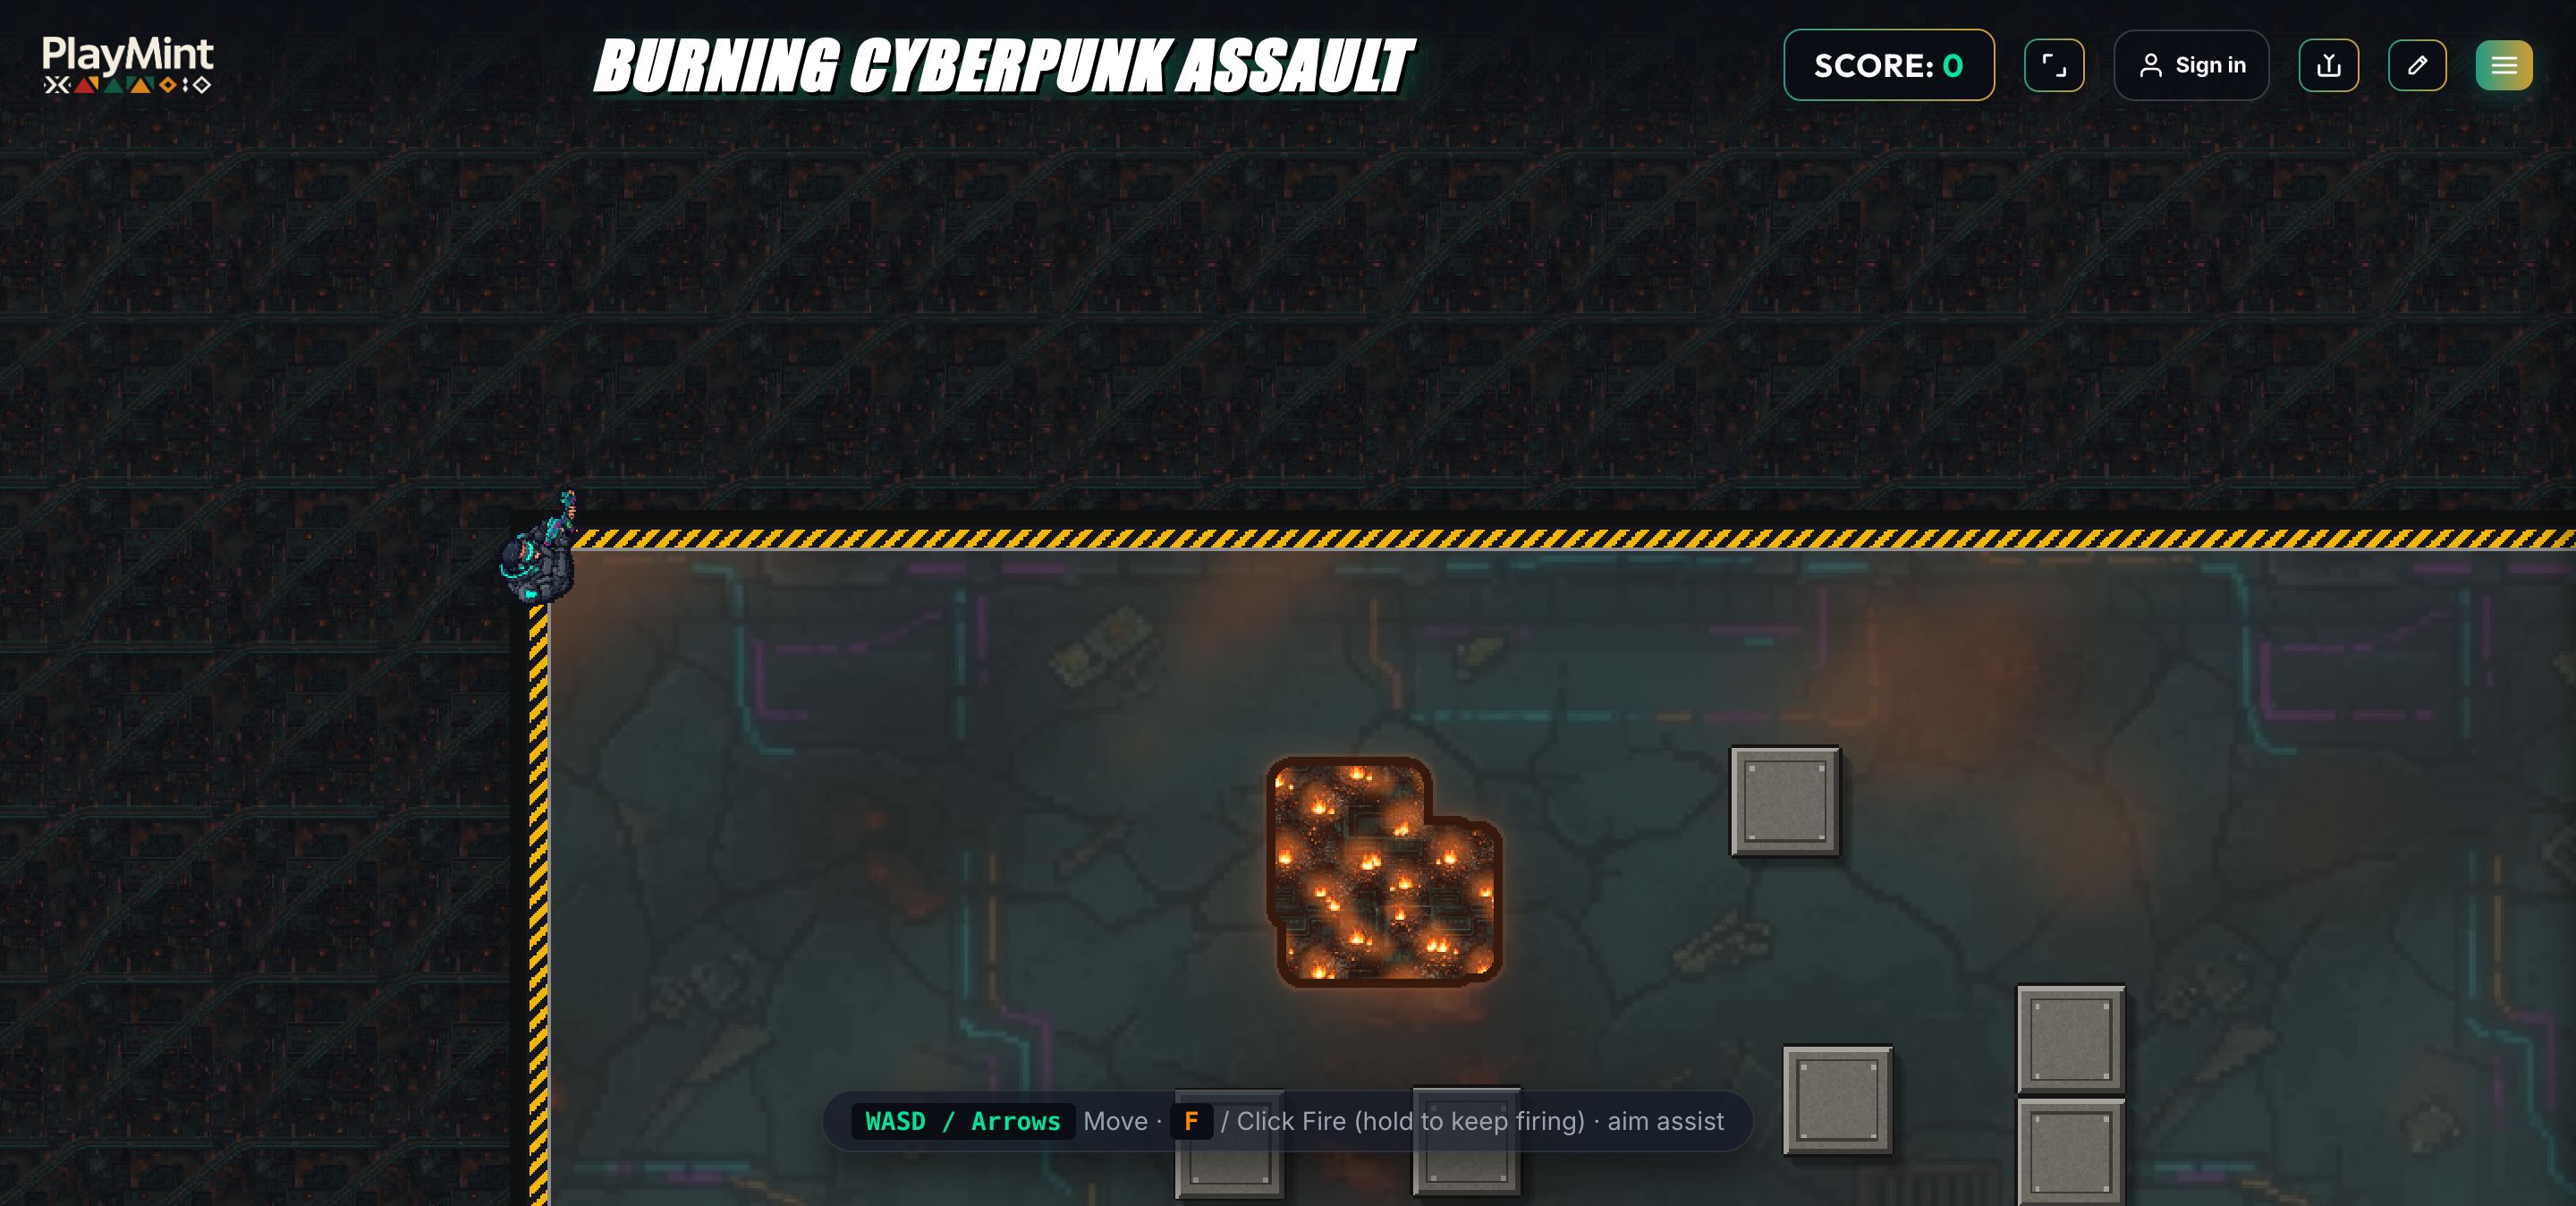 PlayMint
BURNING CYBERPUNK ASSAULT
SCORE: 0
Sign in
WASD / Arrows Move · F / Click Fire (hold to keep firing) · aim assist